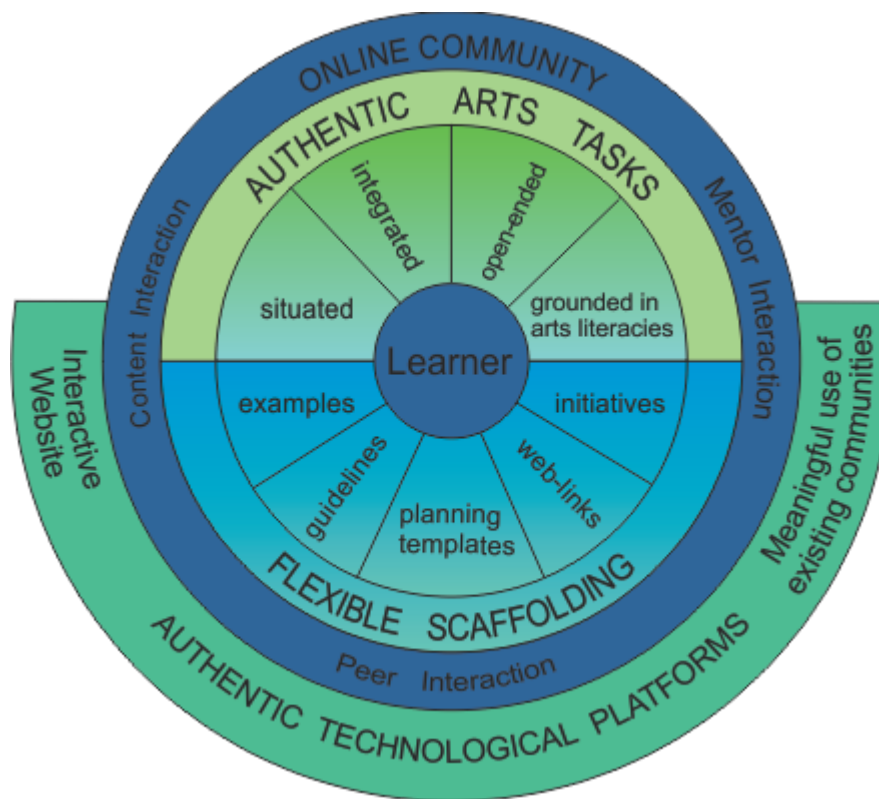 ONLINE COMMUNITY
AUTHENTIC ARTS TASKS
Content Interaction
Mentor Interaction
integrated
open-ended
situated
grounded in
arts literacies
Learner
examples
initiatives
guidelines
web-links
planning
templates
FLEXIBLE SCAFFOLDING
Peer Interaction
Interactive
Website
Meaningful use of
existing communities
AUTHENTIC TECHNOLOGICAL PLATFORMS